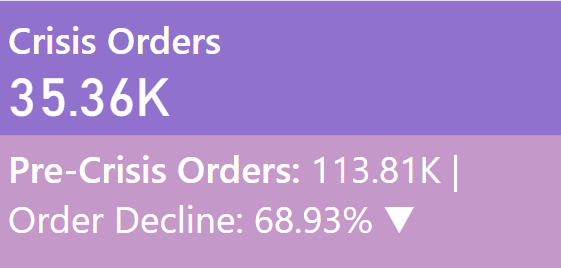 Crisis Orders
35.36K
Pre-Crisis Orders: 113.81K |
Order Decline: 68.93% ▼